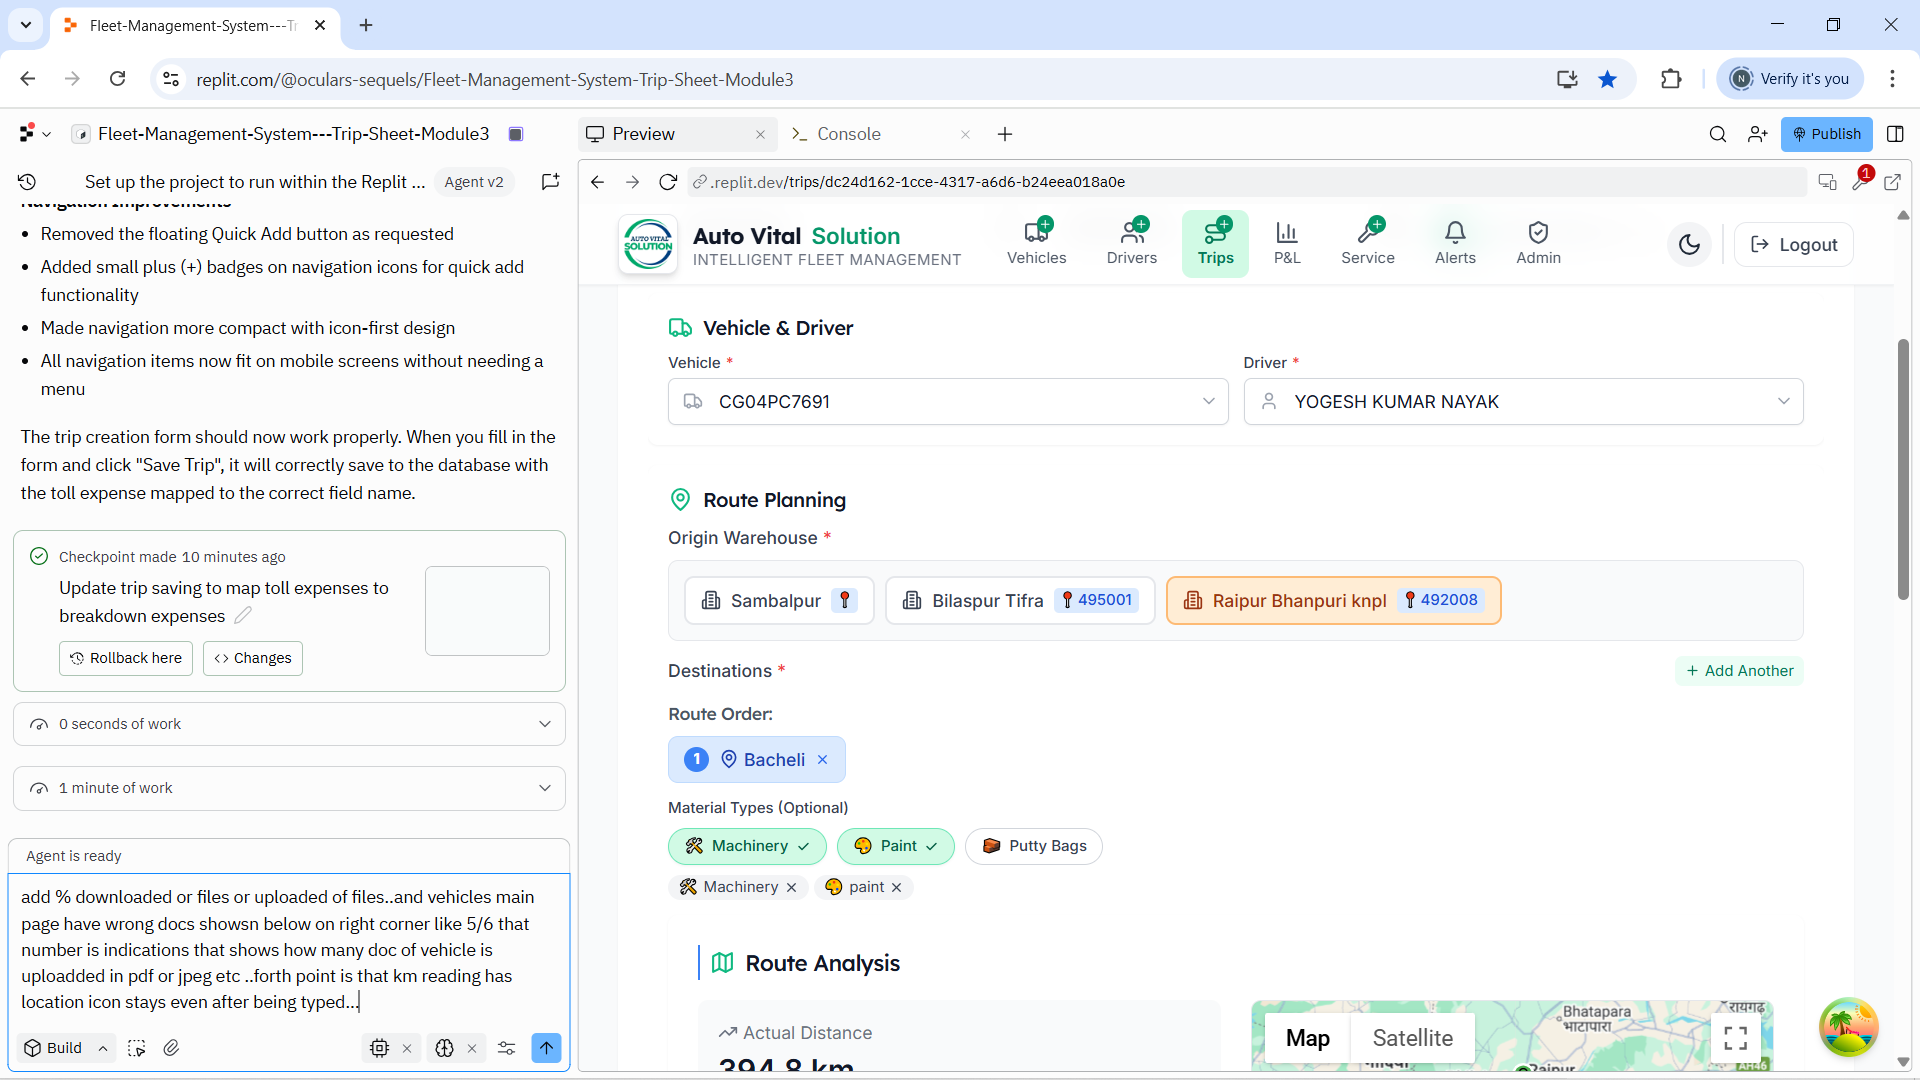 Fleet-Management-System---Tr
replit.com/@oculars-sequels/Fleet-Management-System-Trip-Sheet-Module3
N
Verify it's you
Fleet-Management-System---Trip-Sheet-Module3
Preview
Console
Publish
Set up the project to run within the Replit ...
Agent v2
.replit.dev/trips/dc24d162-1cce-4317-a6d6-b24eea018a0e
1
Navigation Improvements
• Removed the floating Quick Add button as requested
• Added small plus (+) badges on navigation icons for quick add
functionality
• Made navigation more compact with icon-first design
• All navigation items now fit on mobile screens without needing a
menu
The trip creation form should now work properly. When you fill in the
form and click "Save Trip", it will correctly save to the database with
the toll expense mapped to the correct field name.
Checkpoint made 10 minutes ago
Update trip saving to map toll expenses to
breakdown expenses
Rollback here
Changes
0 seconds of work
1 minute of work
Agent is ready
add % downloaded or files or uploaded of files..and vehicles main
page have wrong docs showsn below on right corner like 5/6 that
number is indications that shows how many doc of vehicle is
uploadded in pdf or jpeg etc ..forth point is that km reading has
location icon stays even after being typed...
Build
AUTO VITAL
SOLUTION
Auto Vital Solution
INTELLIGENT FLEET MANAGEMENT
Vehicles
Drivers
Trips
P&L
Service
Alerts
Admin
Logout
Vehicle & Driver
Vehicle *
Driver *
CG04PC7691
YOGESH KUMAR NAYAK
Route Planning
Origin Warehouse *
Sambalpur
Bilaspur Tifra 495001
Raipur Bhanpuri knpl 492008
Destinations *
+ Add Another
Route Order:
1 Bacheli ×
Material Types (Optional)
Machinery ✓
Paint ✓
Putty Bags
Machinery ×
paint ×
Route Analysis
Actual Distance
394.8 km
Map
Satellite
Bhatapara
भाटापारा
रायगढ़
Raipur
AH46